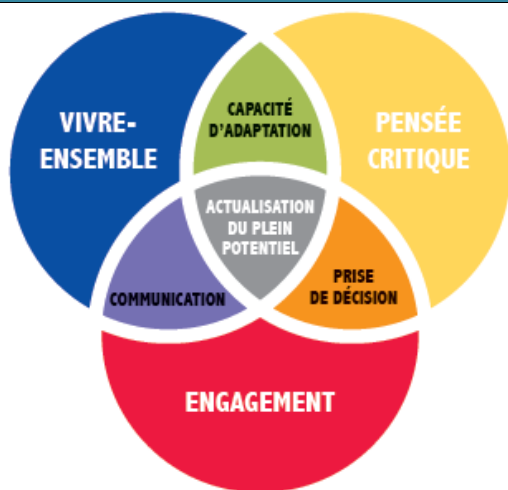 VIVRE-
ENSEMBLE
CAPACITÉ
D'ADAPTATION
PENSÉE
CRITIQUE
ACTUALISATION
DU PLEIN
POTENTIEL
COMMUNICATION
PRISE
DE DÉCISION
ENGAGEMENT